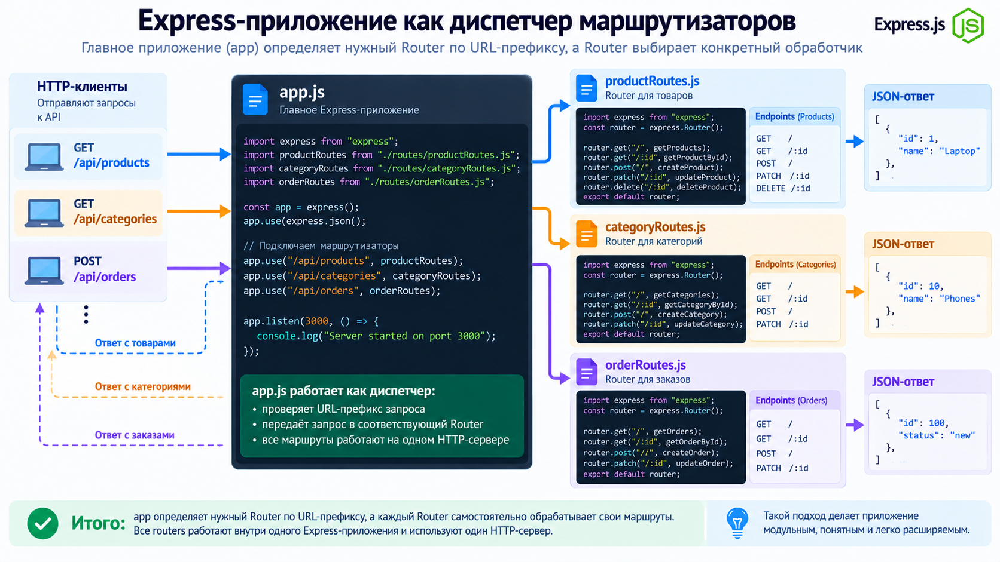 Express-приложение как диспетчер маршрутизаторов
Express.js
JS
Главное приложение (app) определяет нужный Router по URL-префиксу, а Router выбирает конкретный обработчик
HTTP-клиенты
Отправляют запросы
к API
GET
/api/products
GET
/api/categories
POST
/api/orders
Ответ с товарами
Ответ с категориями
Ответ с заказами
app.js
Главное Express-приложение
import express from "express";
import productRoutes from "./routes/productRoutes.js";
import categoryRoutes from "./routes/categoryRoutes.js";
import orderRoutes from "./routes/orderRoutes.js";
const app = express();
app.use(express.json();
// Подключаем маршрутизаторы
app.use("/api/products", productRoutes);
app.use("/api/categories", categoryRoutes);
app.use("/api/orders", orderRoutes);
app.listen(3000, () => {
console.log("Server started on port 3000");
});
app.js работает как диспетчер:
• проверяет URL-префикс запроса
• передаёт запрос в соответствующий Router
• все маршруты работают на одном HTTP-сервере
productRoutes.js
Router для товаров
import express from "express";
const router = express.Router();
router.get("/", getProducts);
router.get("/:id", getProductById);
router.post("/", createProduct);
router.patch("/:id", updateProduct);
router.delete("/:id", deleteProduct);
export default router;
Endpoints (Products)
GET /
GET /:id
POST /
PATCH /:id
DELETE /:id
JSON-ответ
[
{
"id": 1,
"name": "Laptop"
},
]
categoryRoutes.js
Router для категорий
import express from "express";
const router = express.Router();
router.get("/", getCategories);
router.get("/:id", getCategoryById);
router.post("/", createCategory);
router.patch("/:id", updateCategory);
export default router;
Endpoints (Categories)
GET /
GET /:id
POST /
PATCH /:id
JSON-ответ
[
{
"id": 10,
"name": "Phones"
},
]
orderRoutes.js
Router для заказов
import express from "express";
const router = express.Router();
router.get("/", getOrders);
router.get("/:id", getOrderById);
router.post("//", createOrder);
router.patch("/:id", updateOrder);
export default router;
Endpoints (Orders)
GET /
GET /:id
POST /
PATCH /:id
JSON-ответ
[
{
"id": 100,
"status": "new"
},
]
Итого:
app определяет нужный Router по URL-префиксу, а каждый Router самостоятельно обрабатывает свои маршруты.
Все routers работают внутри одного Express-приложения и используют один HTTP-сервер.
Такой подход делает приложение
модульным, понятным и легко расширяемым.